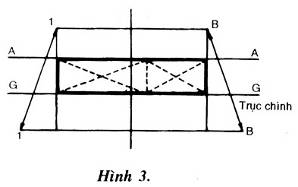 1 B
A A
G G
Trục chính
1 B
Hình 3.